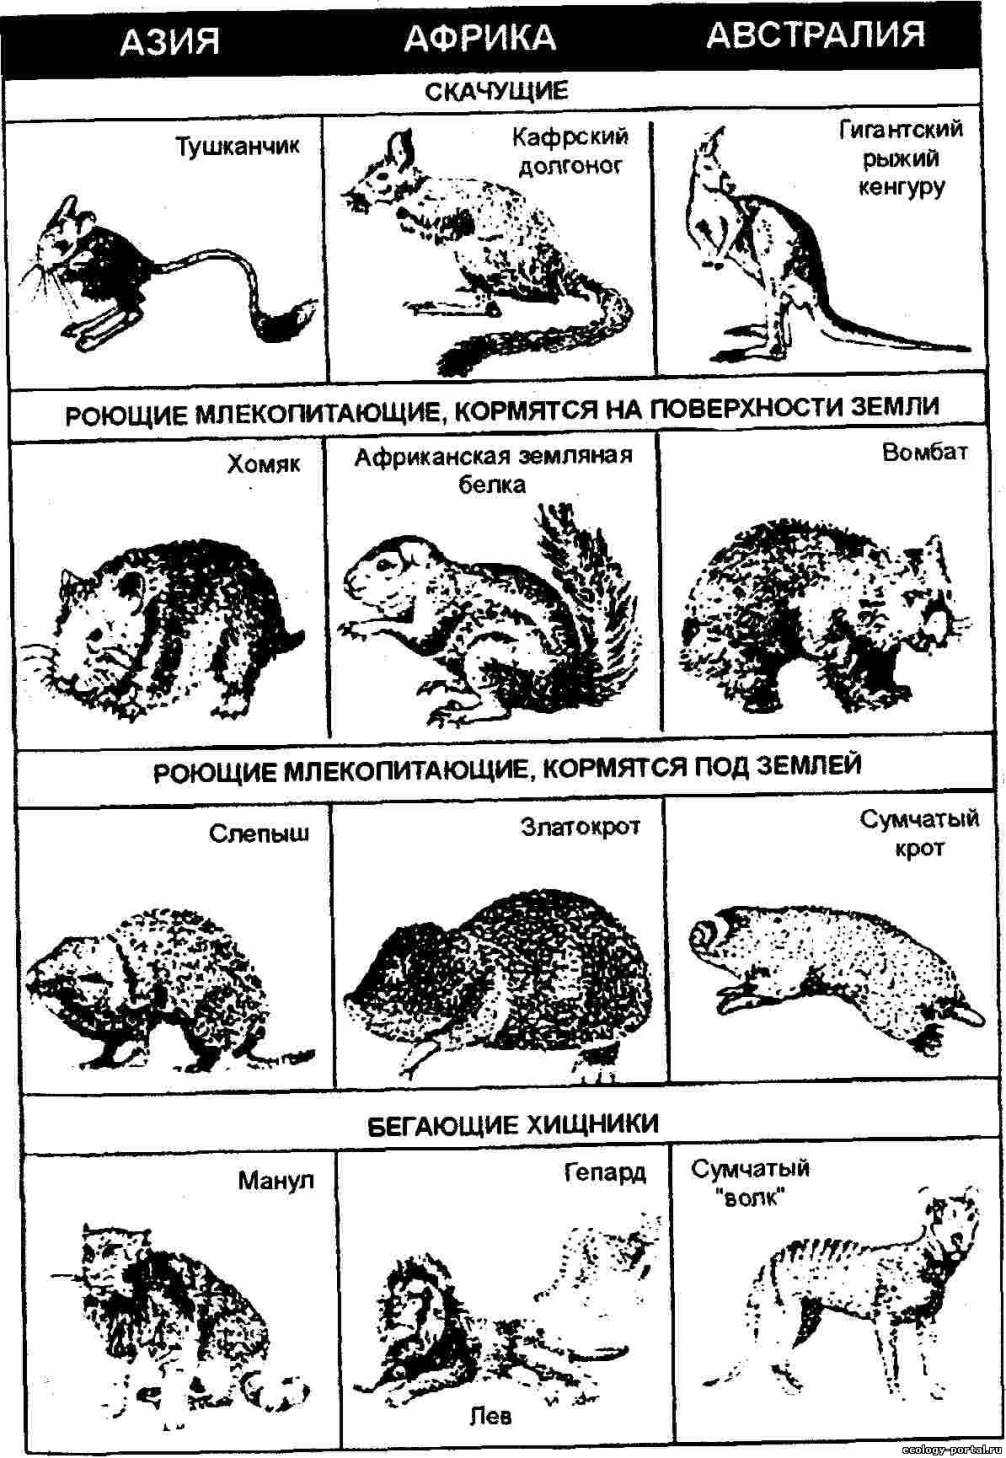 АЗИЯ АФРИКА АВСТРАЛИЯ
СКАЧУЩИЕ
Тушканчик
Кафрский
долгоног
Гигантский
рыжий
кенгуру
РОЮЩИЕ МЛЕКОПИТАЮЩИЕ, КОРМЯТСЯ НА ПОВЕРХНОСТИ ЗЕМЛИ
Хомяк
Африканская земляная
белка
Вомбат
РОЮЩИЕ МЛЕКОПИТАЮЩИЕ, КОРМЯТСЯ ПОД ЗЕМЛЕЙ
Слепыш
Златокрот
Сумчатый
крот
БЕГАЮЩИЕ ХИЩНИКИ
Манул
Гепард
Лев
Сумчатый
"волк"
ecology-portal.ru